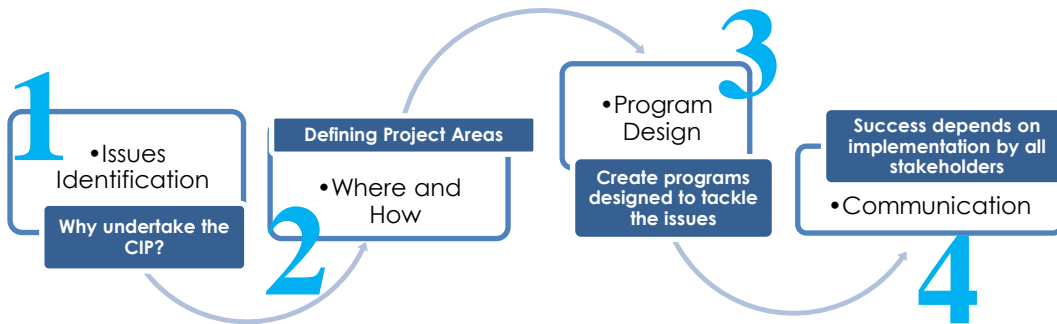 1
•Issues
Identification
Why undertake the
CIP?
2
Defining Project Areas
•Where and
How
3
•Program
Design
Create programs
designed to tackle
the issues
Success depends on
implementation by all
stakeholders
•Communication
4